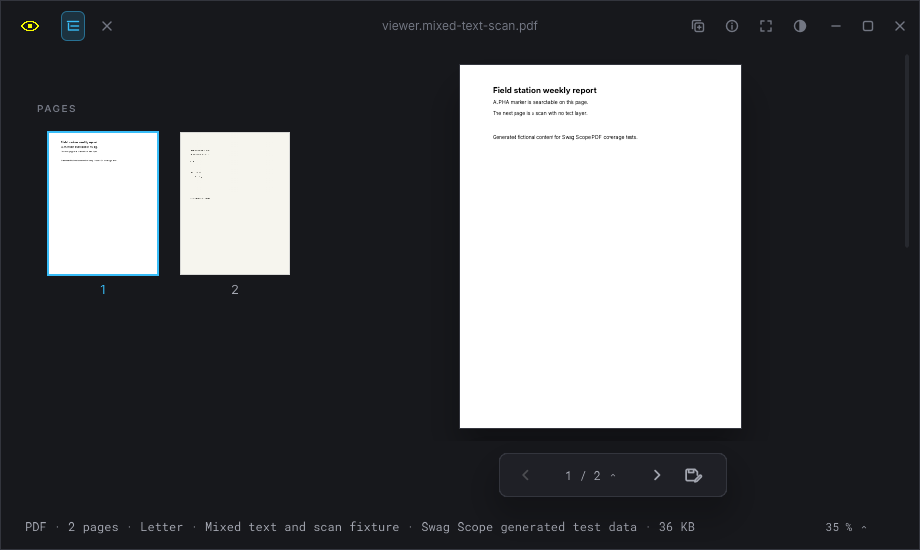 viewer.mixed-text-scan.pdf
PAGES
1
2
Field station weekly report
ALPHA marker is searchable on this page.
The next page is a scan with no text layer.
Generated fictional content for Swag Scope PDF coverage tests.
1 / 2
PDF · 2 pages · Letter · Mixed text and scan fixture · Swag Scope generated test data · 36 KB
35 %